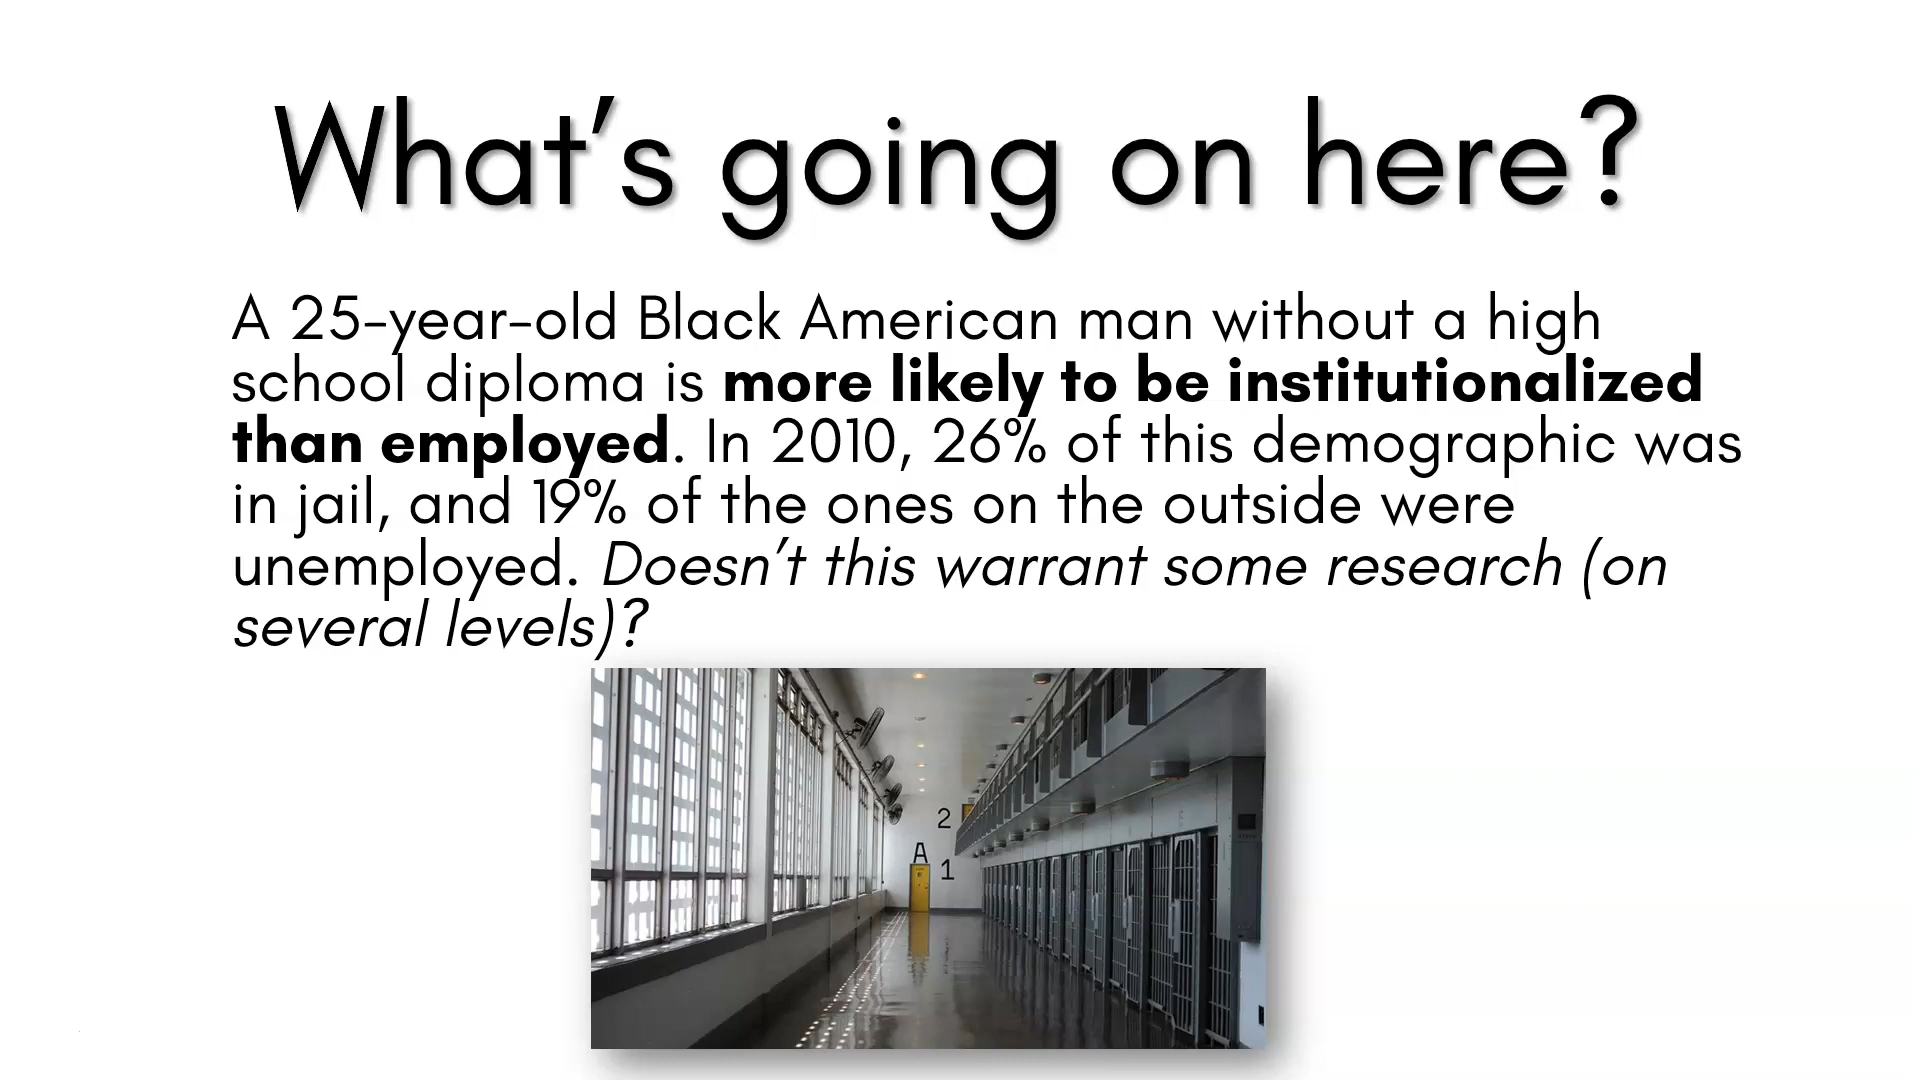 What's going on here?
A 25-year-old Black American man without a high
school diploma is more likely to be institutionalized
than employed. In 2010, 26% of this demographic was
in jail, and 19% of the ones on the outside were
unemployed. Doesn't this warrant some research (on
several levels)?
2
A
1